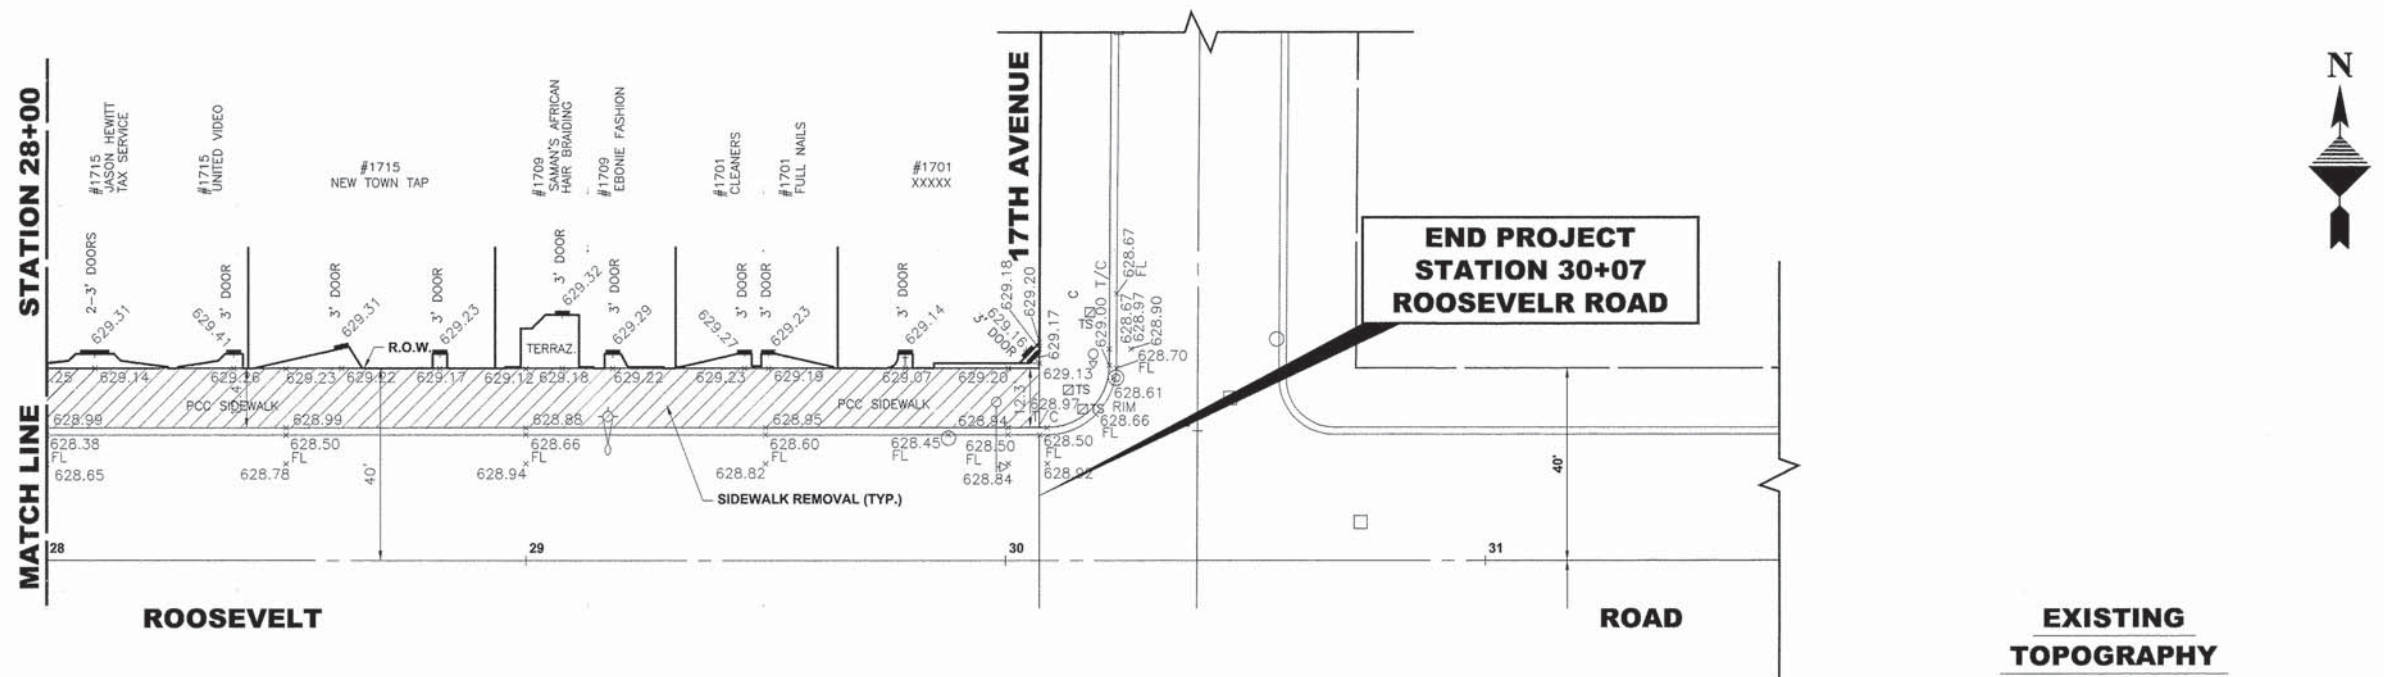 MATCH LINE STATION 28+00
#1715
JASON HEWITT
TAX SERVICE
#1715
UNITED VIDEO
#1715
NEW TOWN TAP
#1709
SAMAN'S AFRICAN
HAIR BRAIDING
#1709
EBONIE FASHION
#1701
CLEANERS
#1701
FULL NAILS
#1701
XXXXX
17TH AVENUE
N
END PROJECT
STATION 30+07
ROOSEVELR ROAD
2-3' DOORS
629.31
629.41
3' DOOR
3' DOOR
629.31
3' DOOR
629.23
3' DOOR
629.32
3' DOOR
629.29
629.27
3' DOOR
3' DOOR
629.23
3' DOOR
629.14
3' DOOR
629.16
629.18
629.20
629.17
C
TS
629.00 T/C
628.67
FL
628.67
628.97
628.90
628.70
FL
R.O.W.
TERRAZ.
.25
629.14
629.26
629.23
629.22
629.17
629.12
629.18
629.22
629.23
629.19
629.07
629.20
629.13
TS
628.61
RIM
PCC SIDEWALK
PCC SIDEWALK
12.3'
628.97
TS
628.66
FL
628.99
628.99
628.88
628.95
628.94
C
628.38
FL
628.50
FL
628.66
FL
628.60
FL
628.45
FL
628.50
FL
628.50
FL
628.65
628.78
628.94
628.82
628.84
628.92
40'
40'
SIDEWALK REMOVAL (TYP.)
28
29
30
31
ROOSEVELT
ROAD
EXISTING
TOPOGRAPHY